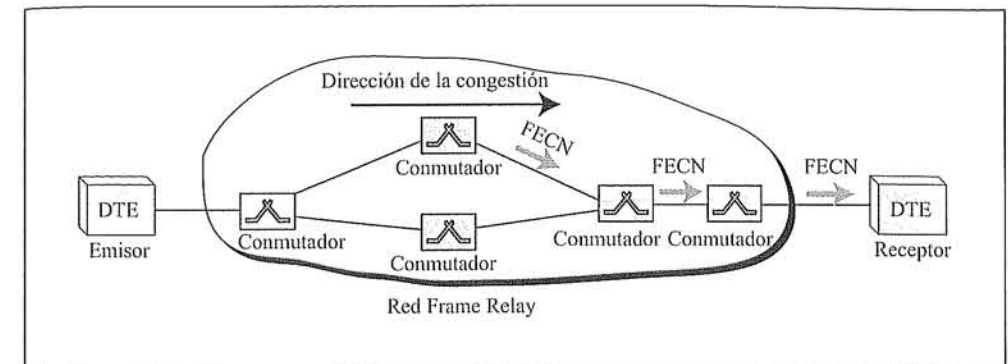 Dirección de la congestión
FECN
Conmutador
FECN
FECN
DTE
DTE
Emisor
Conmutador
Conmutador
Conmutador
Conmutador
Receptor
Red Frame Relay